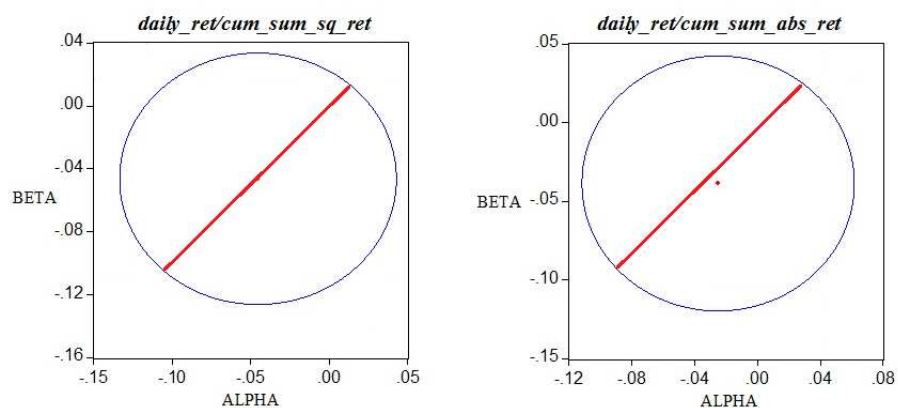 daily_ret/cum_sum_sq_ret
.04
.00
-.04
-.08
-.12
-.16
BETA
-.15 -.10 -.05 .00 .05
ALPHA
daily_ret/cum_sum_abs_ret
.05
.00
-.05
-.10
-.15
BETA
-.12 -.08 -.04 .00 .04 .08
ALPHA